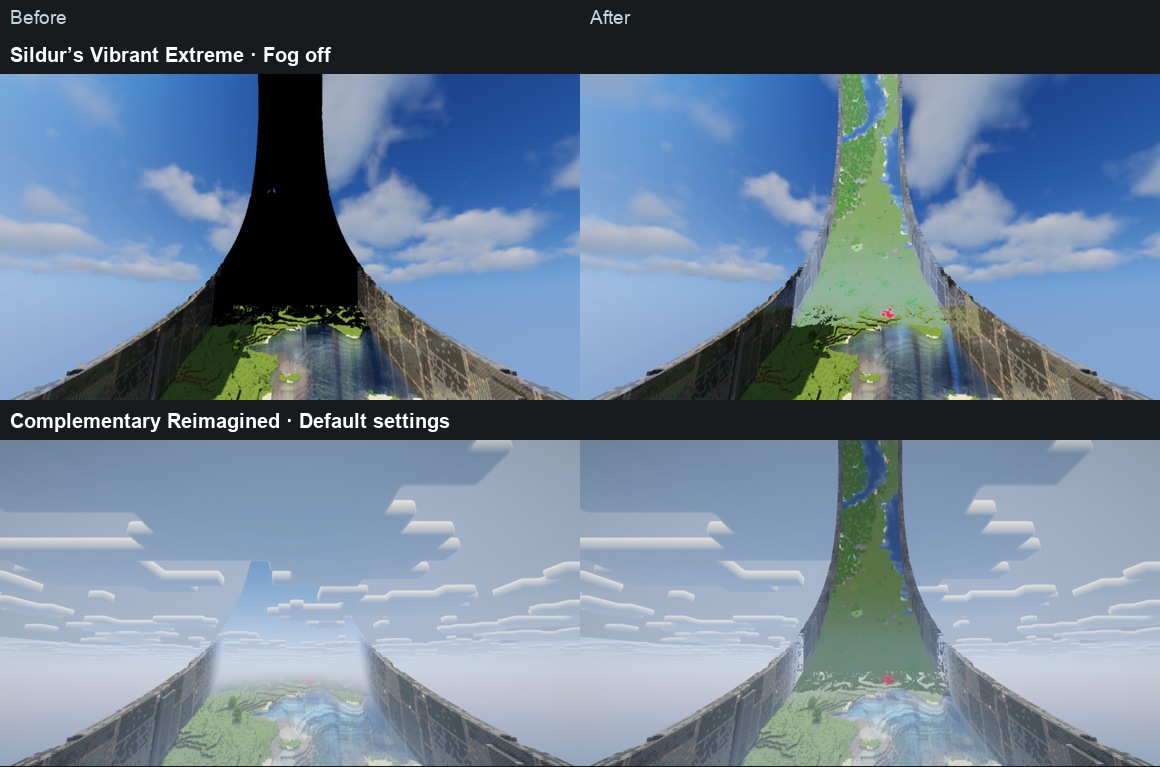 Before
After
Sildur’s Vibrant Extreme · Fog off
Complementary Reimagined · Default settings